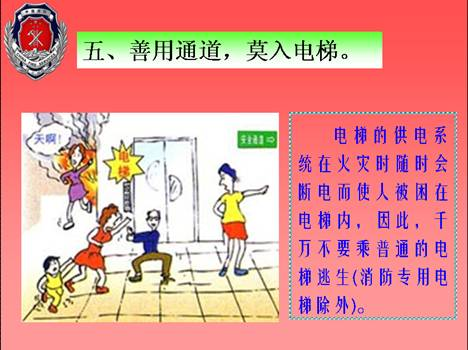 五、善用通道，莫入电梯。
天啊！
电梯
安全通道
电梯的供电系
统在火灾时随时会
断电而使人被困在
电梯内，因此，千
万不要乘普通的电
梯逃生(消防专用电
梯除外)。